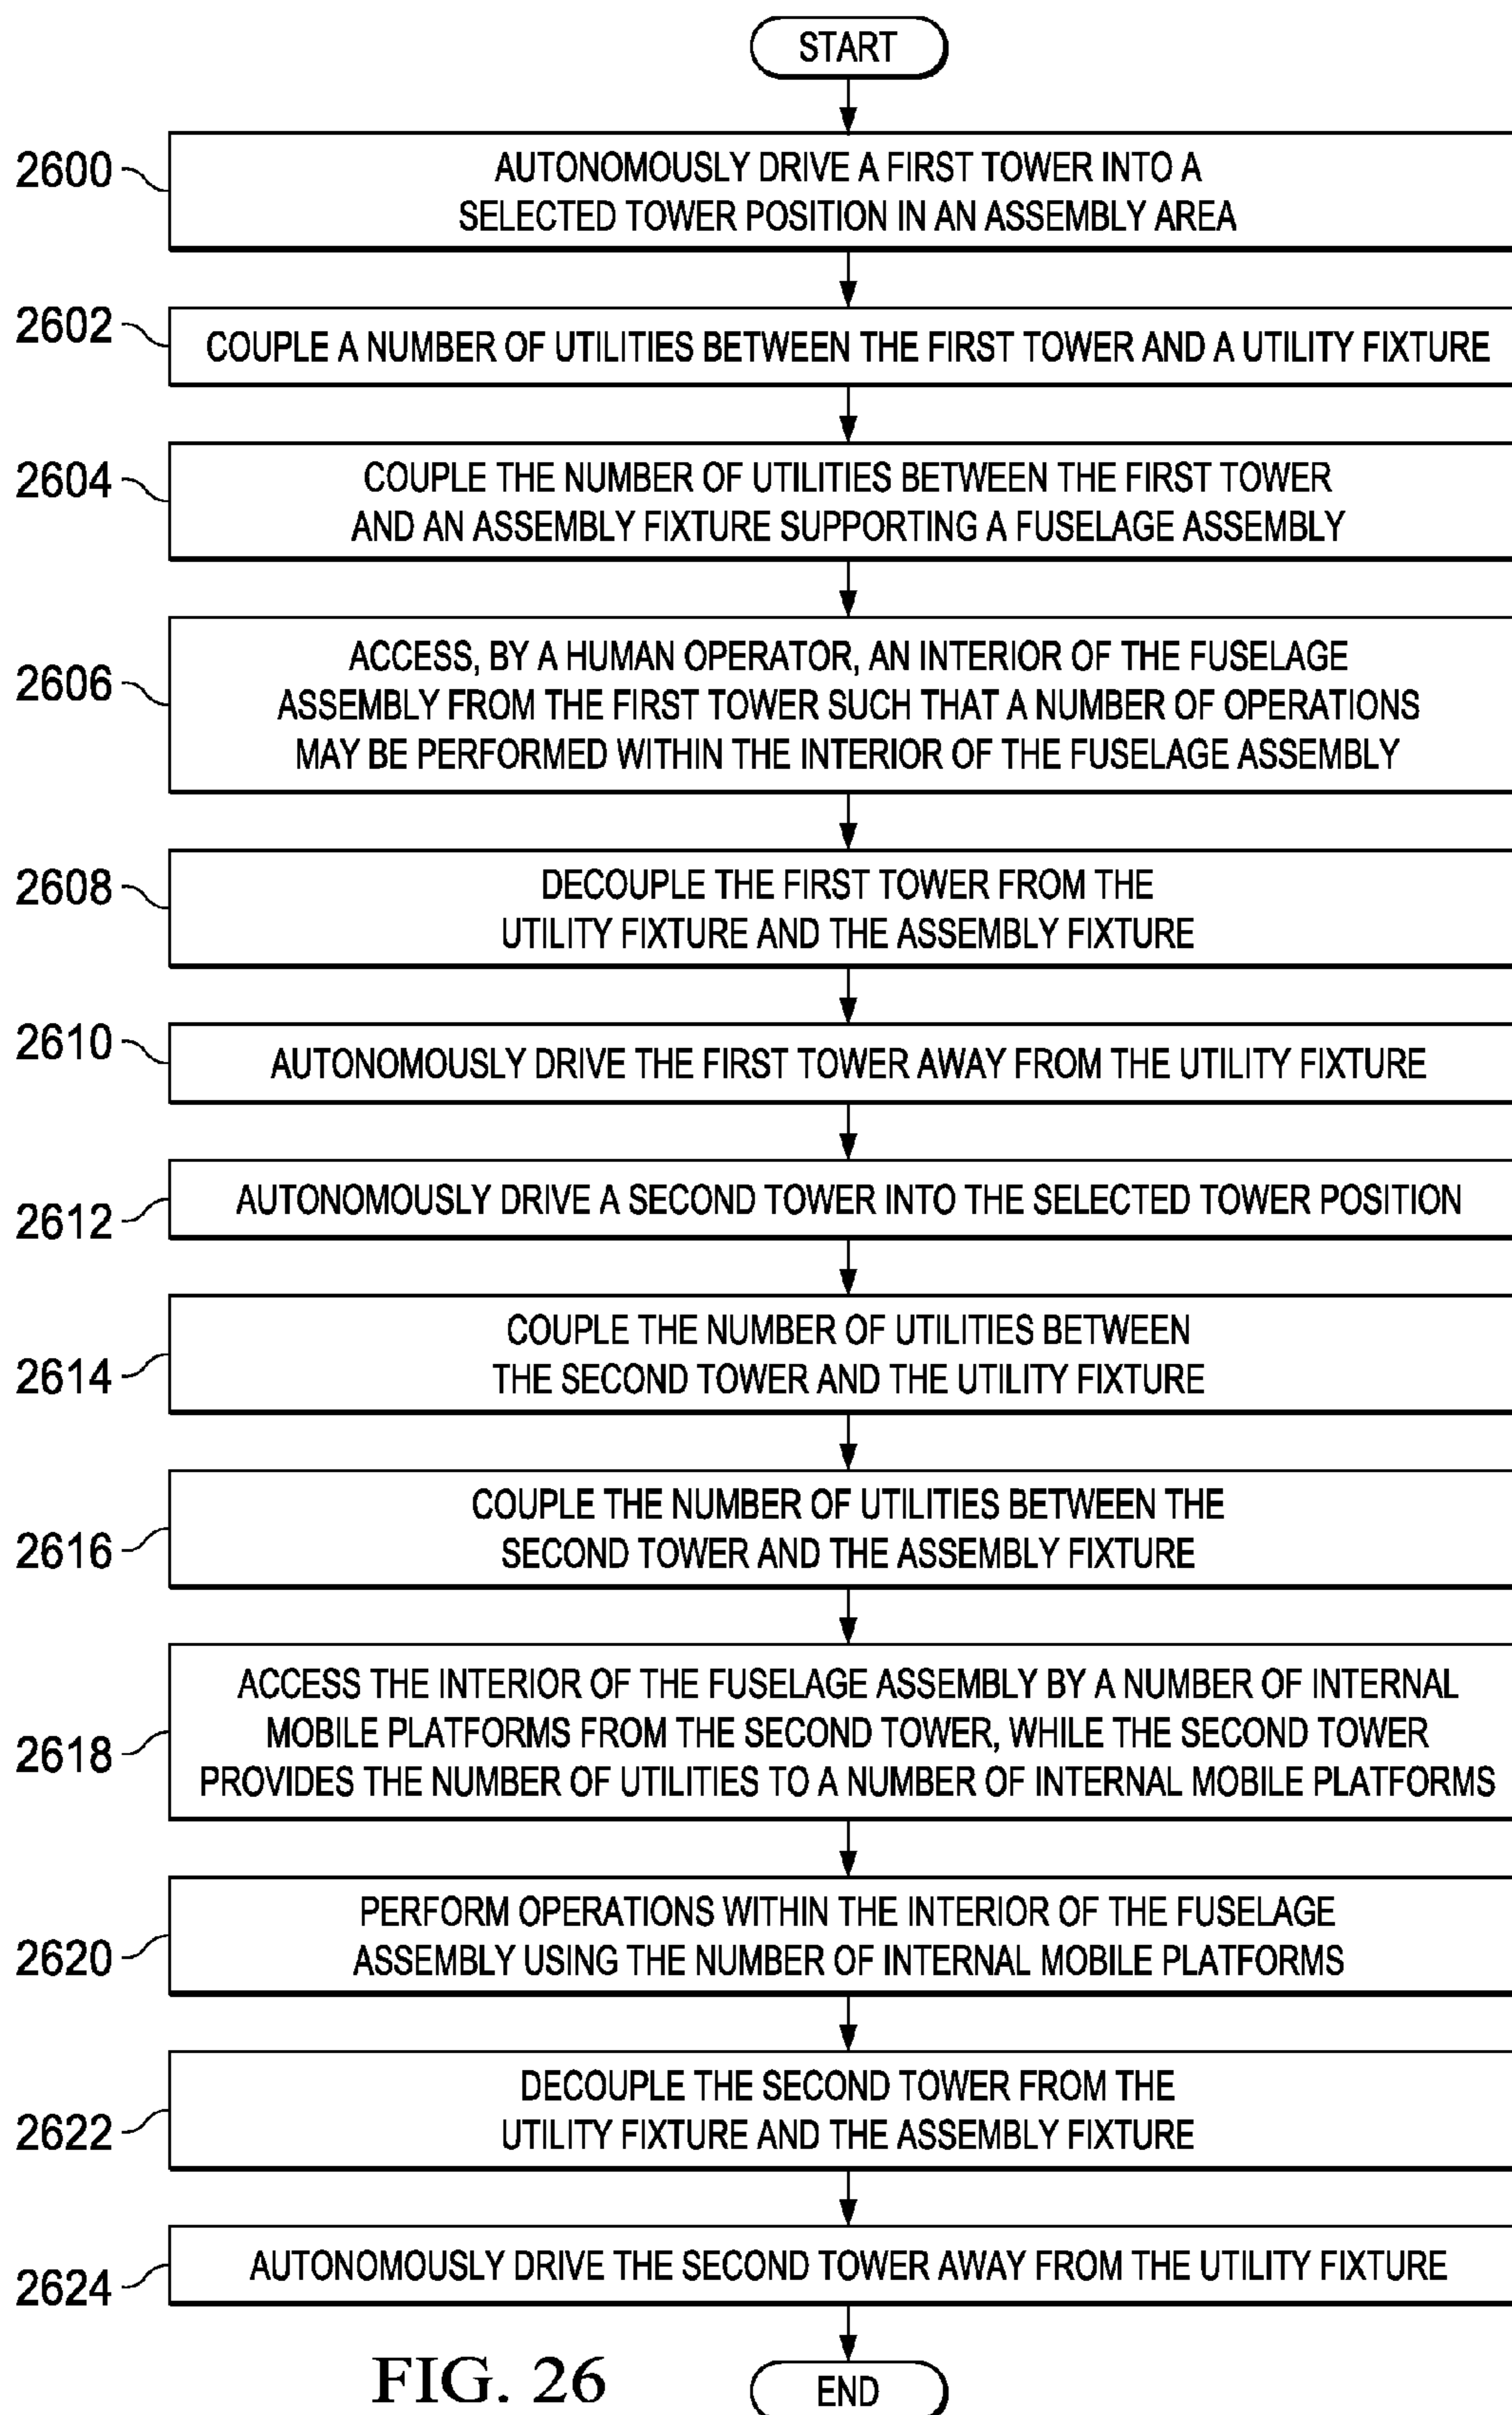 START
2600
AUTONOMOUSLY DRIVE A FIRST TOWER INTO A
SELECTED TOWER POSITION IN AN ASSEMBLY AREA
2602
COUPLE A NUMBER OF UTILITIES BETWEEN THE FIRST TOWER AND A UTILITY FIXTURE
2604
COUPLE THE NUMBER OF UTILITIES BETWEEN THE FIRST TOWER
AND AN ASSEMBLY FIXTURE SUPPORTING A FUSELAGE ASSEMBLY
2606
ACCESS, BY A HUMAN OPERATOR, AN INTERIOR OF THE FUSELAGE
ASSEMBLY FROM THE FIRST TOWER SUCH THAT A NUMBER OF OPERATIONS
MAY BE PERFORMED WITHIN THE INTERIOR OF THE FUSELAGE ASSEMBLY
2608
DECOUPLE THE FIRST TOWER FROM THE
UTILITY FIXTURE AND THE ASSEMBLY FIXTURE
2610
AUTONOMOUSLY DRIVE THE FIRST TOWER AWAY FROM THE UTILITY FIXTURE
2612
AUTONOMOUSLY DRIVE A SECOND TOWER INTO THE SELECTED TOWER POSITION
2614
COUPLE THE NUMBER OF UTILITIES BETWEEN
THE SECOND TOWER AND THE UTILITY FIXTURE
2616
COUPLE THE NUMBER OF UTILITIES BETWEEN THE
SECOND TOWER AND THE ASSEMBLY FIXTURE
2618
ACCESS THE INTERIOR OF THE FUSELAGE ASSEMBLY BY A NUMBER OF INTERNAL
MOBILE PLATFORMS FROM THE SECOND TOWER, WHILE THE SECOND TOWER
PROVIDES THE NUMBER OF UTILITIES TO A NUMBER OF INTERNAL MOBILE PLATFORMS
2620
PERFORM OPERATIONS WITHIN THE INTERIOR OF THE FUSELAGE
ASSEMBLY USING THE NUMBER OF INTERNAL MOBILE PLATFORMS
2622
DECOUPLE THE SECOND TOWER FROM THE
UTILITY FIXTURE AND THE ASSEMBLY FIXTURE
2624
AUTONOMOUSLY DRIVE THE SECOND TOWER AWAY FROM THE UTILITY FIXTURE
FIG. 26
END